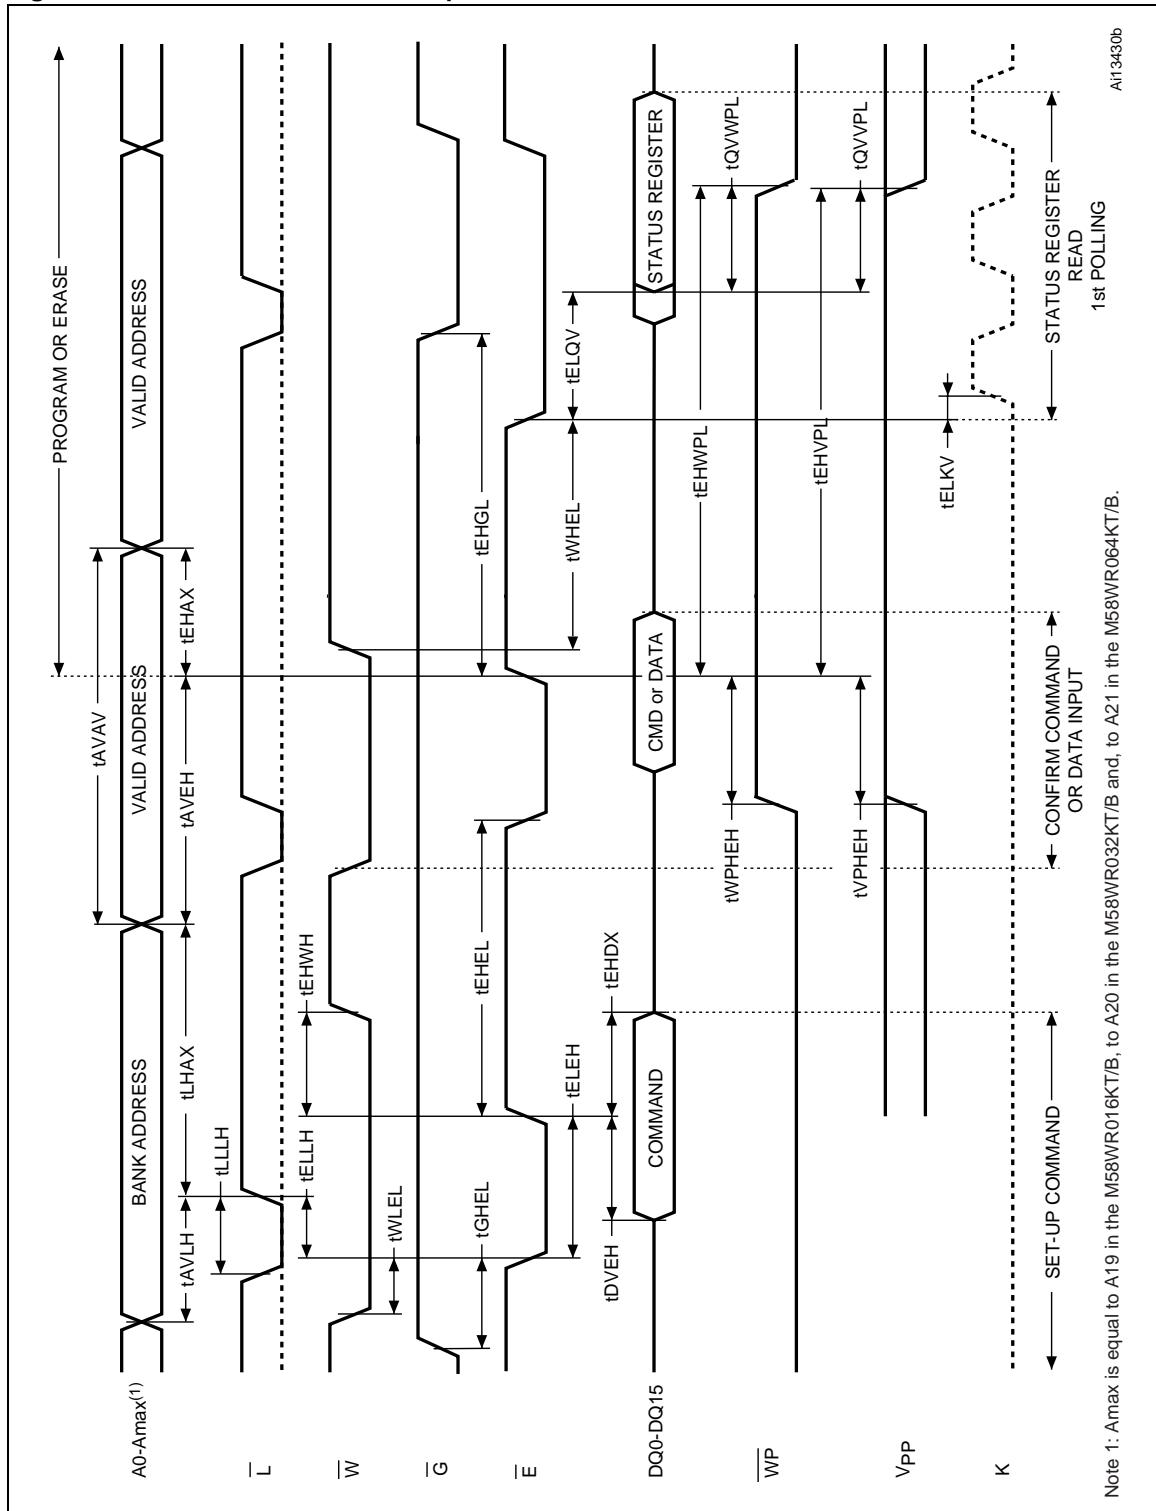 PROGRAM OR ERASE
tAVAV
A0-Amax(1)
BANK ADDRESS
VALID ADDRESS
VALID ADDRESS
tAVLH
tLHAX
tAVEH
tEHAX
tLLLH
L
tELLH
tEHWH
W
tWLEL
G
tGHEL
tEHEL
tEHGL
E
tELEH
tWHEL
tELQV
tDVEH
tEHDX
DQ0-DQ15
COMMAND
CMD or DATA
STATUS REGISTER
tEHWPL
tWPHEH
tQVWPL
WP
tEHVPL
tVPHEH
tQVVPL
VPP
tELKV
K
SET-UP COMMAND
CONFIRM COMMAND
OR DATA INPUT
STATUS REGISTER
READ
1st POLLING
Note 1: Amax is equal to A19 in the M58WR016KT/B, to A20 in the M58WR032KT/B and, to A21 in the M58WR064KT/B.
Ai13430b